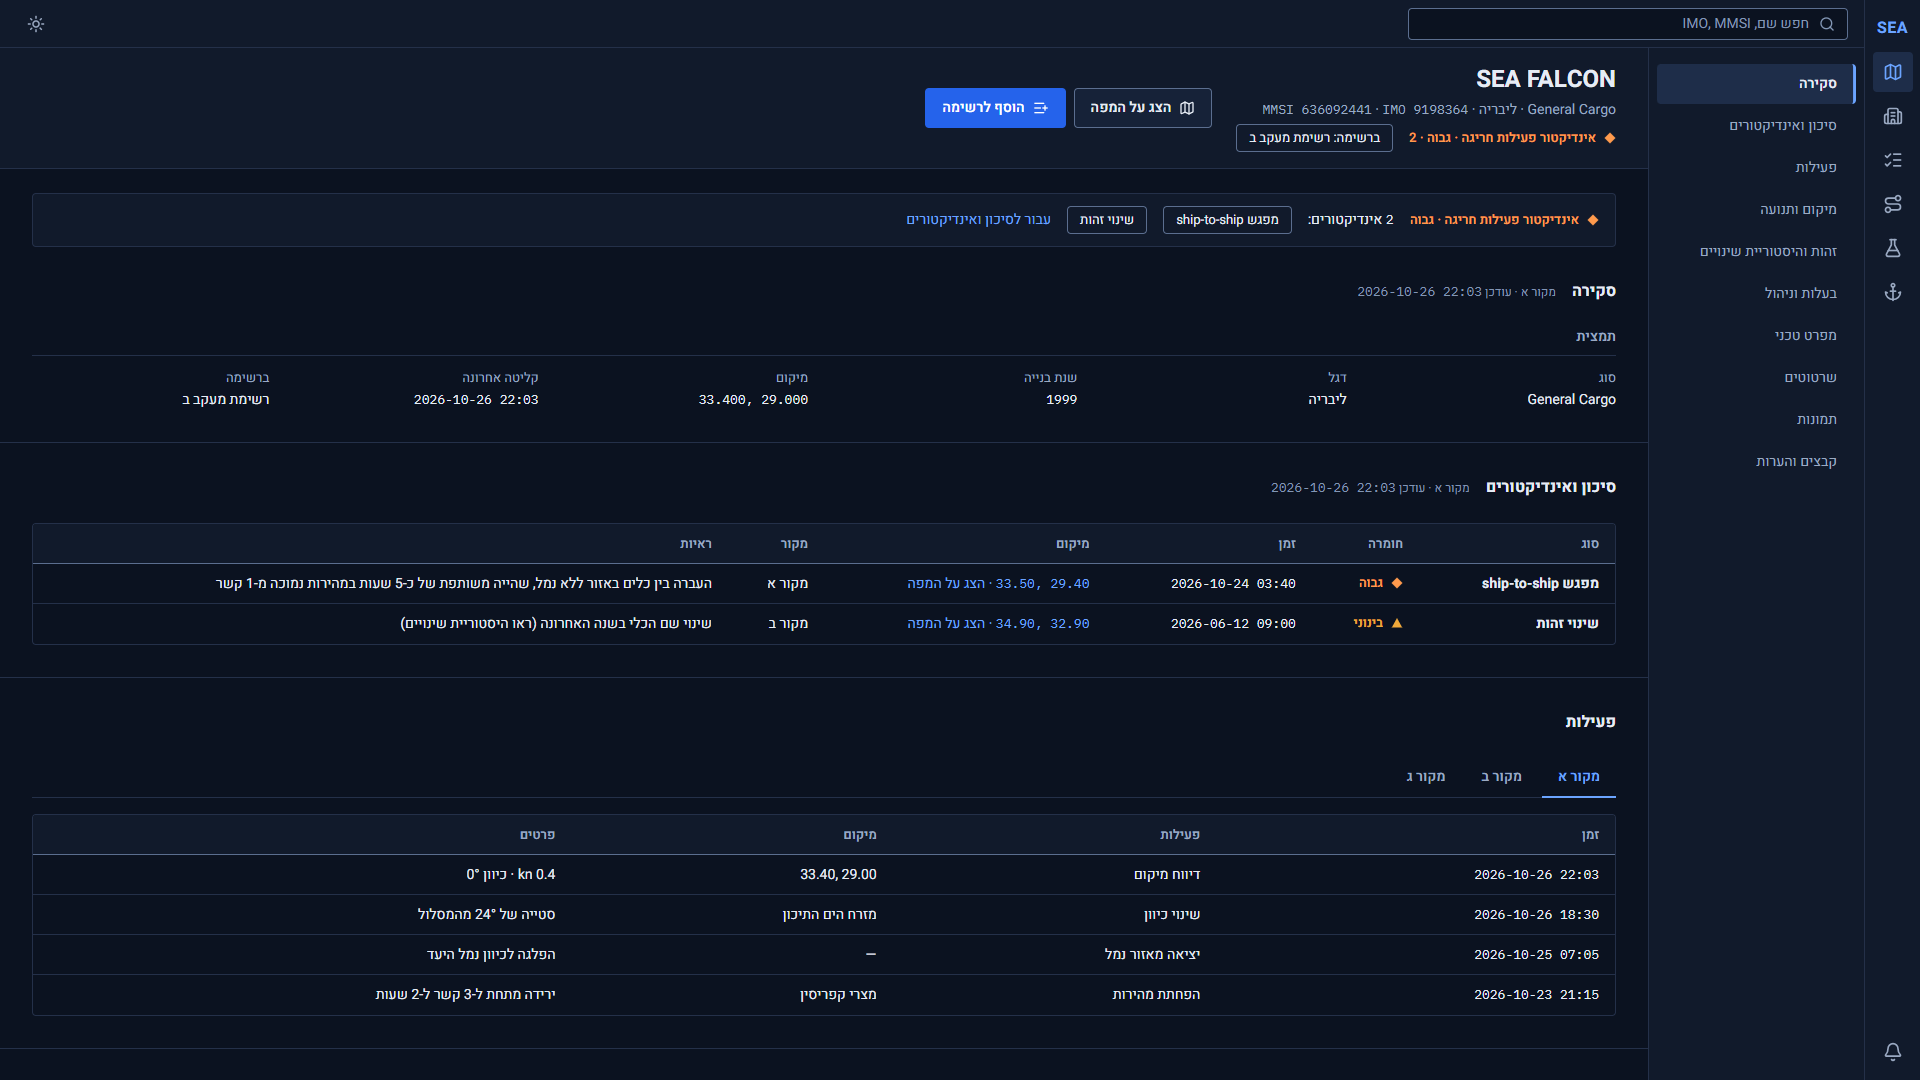 SEA
חפש שם, IMO, MMSI
סקירה
סיכון ואינדיקטורים
פעילות
מיקום ותנועה
זהות והיסטוריית שינויים
בעלות וניהול
מפרט טכני
שרטוטים
תמונות
קבצים והערות
SEA FALCON
General Cargo · ליבריה · IMO 9198364 · MMSI 636092441
אינדיקטור פעילות חריגה · גבוה · 2 ברשימה: רשימת מעקב ב
הצג על המפה הוסף לרשימה
אינדיקטור פעילות חריגה · גבוה 2 אינדיקטורים: מפגש ship-to-ship שינוי זהות עבור לסיכון ואינדיקטורים
סקירה מקור א · עודכן 2026-10-26 22:03
תמצית
סוג דגל שנת בנייה מיקום קליטה אחרונה ברשימה
General Cargo ליבריה 1999 33.400, 29.000 2026-10-26 22:03 רשימת מעקב ב
סיכון ואינדיקטורים מקור א · עודכן 2026-10-26 22:03
סוג חומרה זמן מיקום מקור ראיות
מפגש ship-to-ship גבוה 2026-10-24 03:40 33.50, 29.40 · הצג על המפה מקור א העברה בין כלים באזור ללא נמל, שהייה משותפת של כ-5 שעות במהירות נמוכה מ-1 קשר
שינוי זהות בינוני 2026-06-12 09:00 34.90, 32.90 · הצג על המפה מקור ב שינוי שם הכלי בשנה האחרונה (ראו היסטוריית שינויים)
פעילות
מקור א מקור ב מקור ג
זמן פעילות מיקום פרטים
2026-10-26 22:03 דיווח מיקום 33.40, 29.00 0.4 kn · כיוון 0°
2026-10-26 18:30 שינוי כיוון מזרח הים התיכון סטייה של 24° מהמסלול
2026-10-25 07:05 יציאה מאזור נמל — הפלגה לכיוון נמל היעד
2026-10-23 21:15 הפחתת מהירות מצרי קפריסין ירידה מתחת ל-3 קשר ל-2 שעות